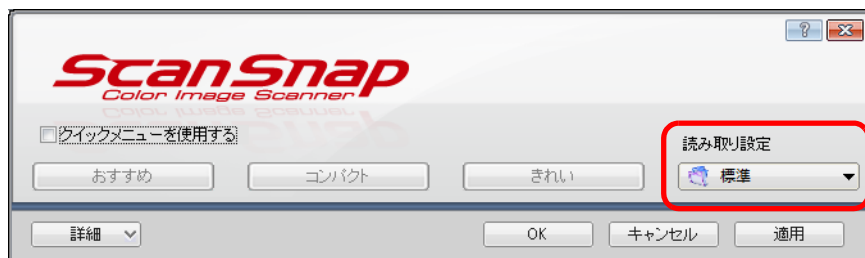 ScanSnap
Color Image Scanner
クイックメニューを使用する
読み取り設定
おすすめ
コンパクト
きれい
標準
詳細
OK
キャンセル
適用